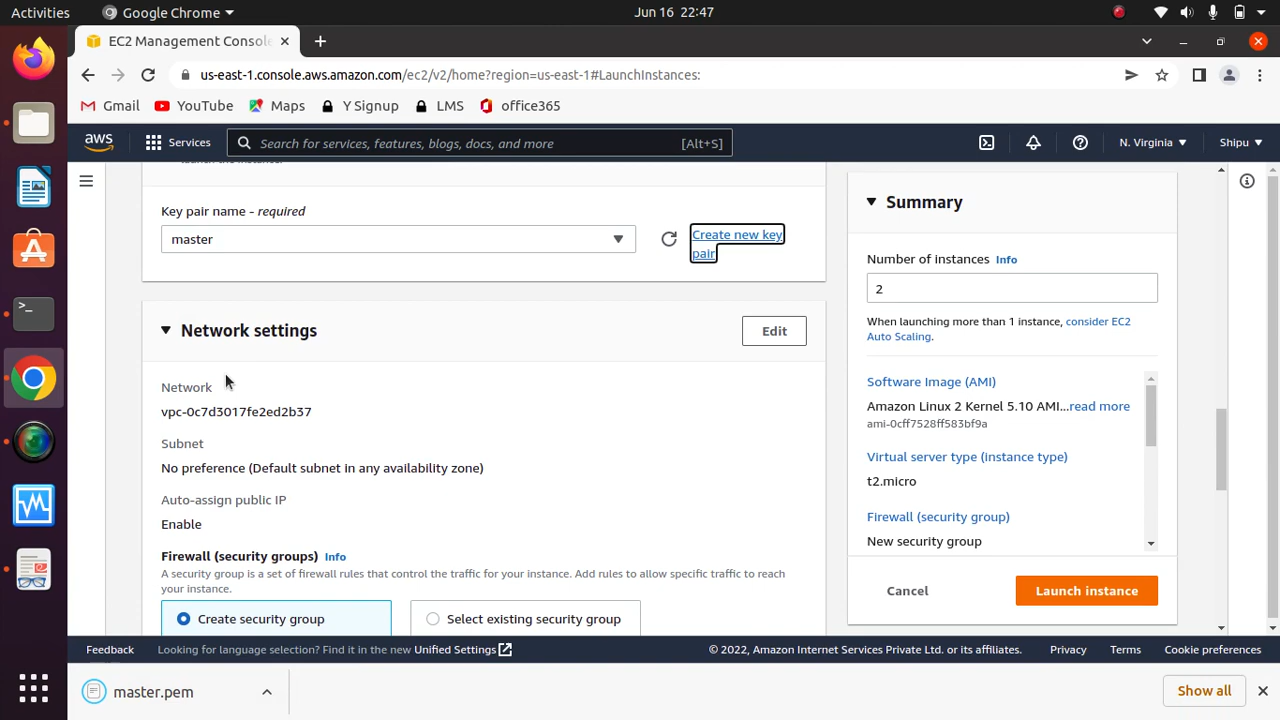 Activities
Google Chrome
Jun 16 22:47
EC2 Management Console
us-east-1.console.aws.amazon.com/ec2/v2/home?region=us-east-1#LaunchInstances:
Gmail
YouTube
Maps
Y Signup
LMS
office365
aws
Services
Search for services, features, blogs, docs, and more
[Alt+S]
N. Virginia
Shipu
Key pair name - required
master
Create new key
pair
Network settings
Edit
Network
vpc-0c7d3017fe2ed2b37
Subnet
No preference (Default subnet in any availability zone)
Auto-assign public IP
Enable
Firewall (security groups) Info
A security group is a set of firewall rules that control the traffic for your instance. Add rules to allow specific traffic to reach
your instance.
Create security group
Select existing security group
Summary
Number of instances Info
2
When launching more than 1 instance, consider EC2
Auto Scaling.
Software Image (AMI)
Amazon Linux 2 Kernel 5.10 AMI...read more
ami-0cff7528ff583bf9a
Virtual server type (instance type)
t2.micro
Firewall (security group)
New security group
Cancel
Launch instance
Feedback
Looking for language selection? Find it in the new Unified Settings
© 2022, Amazon Internet Services Private Ltd. or its affiliates.
Privacy
Terms
Cookie preferences
master.pem
Show all